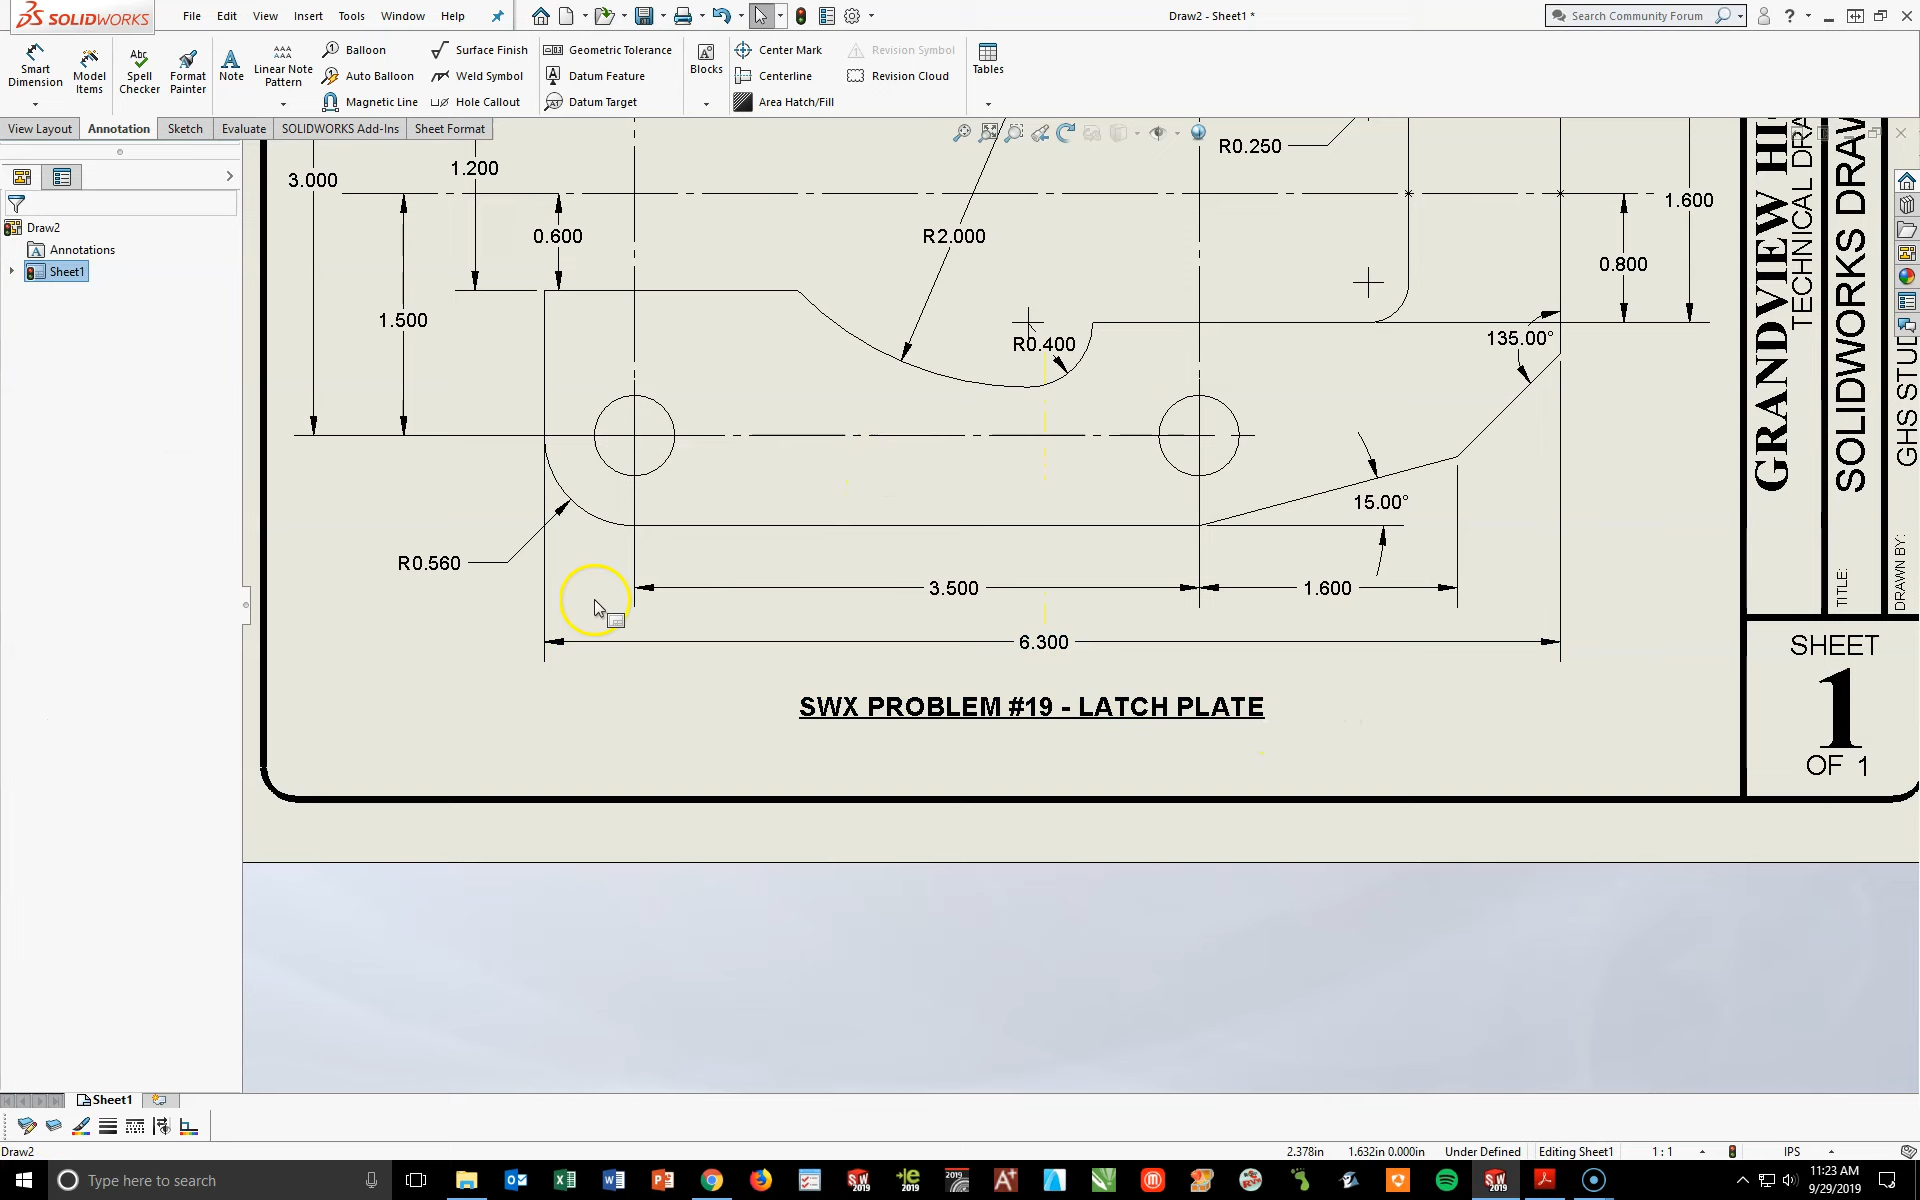 SOLIDWORKS
File Edit View Insert Tools Window Help
Draw2 - Sheet1 *
Search Community Forum
Smart Dimension
Model Items
Spell Checker
Format Painter
Note
Linear Note Pattern
Balloon
Auto Balloon
Magnetic Line
Surface Finish
Weld Symbol
Hole Callout
Geometric Tolerance
Datum Feature
Datum Target
Blocks
Center Mark
Centerline
Area Hatch/Fill
Revision Symbol
Revision Cloud
Tables
View Layout Annotation Sketch Evaluate SOLIDWORKS Add-Ins Sheet Format
Draw2
Annotations
Sheet1
R0.250
1.200
3.000
1.600
0.600
R2.000
0.800
1.500
R0.400
135.00°
15.00°
R0.560
3.500
1.600
6.300
SWX PROBLEM #19 - LATCH PLATE
GRANDVIEW
SOLIDWORKS
TITLE:
DRAWN BY:
TECHNICAL
GHS
SHEET
1
OF 1
Sheet1
Draw2
2.378in 1.632in 0.000in Under Defined Editing Sheet1 1 : 1 IPS
Type here to search
11:23 AM
9/29/2019